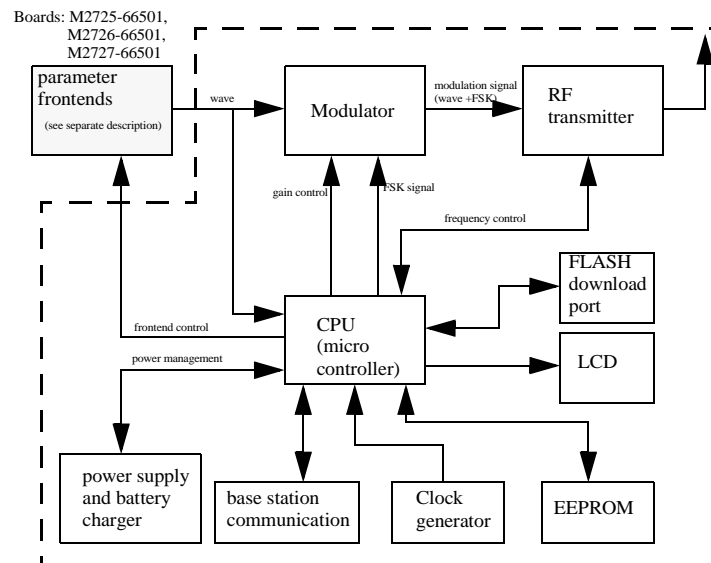 Boards: M2725-66501,
M2726-66501,
M2727-66501
parameter
frontends
(see separate description)
wave
Modulator
modulation signal
(wave +FSK)
RF
transmitter
gain control
FSK signal
frequency control
FLASH
download
port
CPU
(micro
controller)
frontend control
LCD
power management
power supply
and battery
charger
base station
communication
Clock
generator
EEPROM